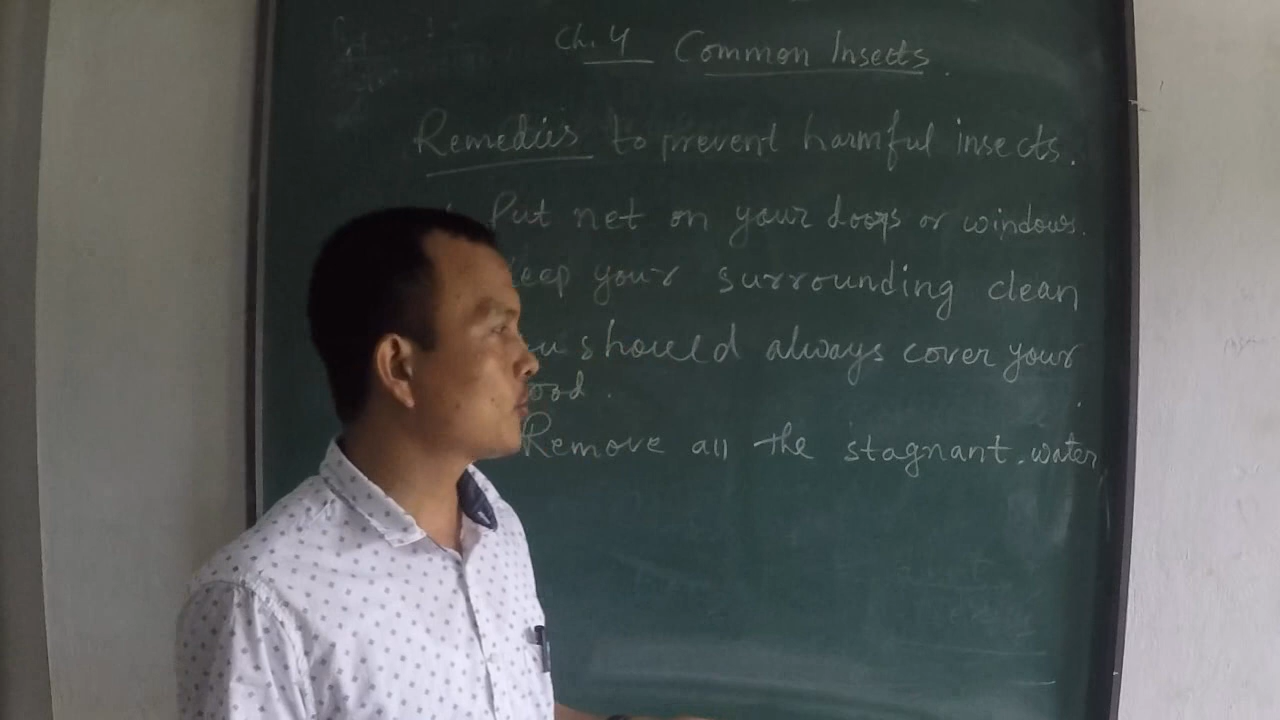 Ch. 4 Common Insects.
Remedies to prevent harmful insects.
Put net on your doors or windows.
your surrounding clean
should always cover your
Remove all the stagnant water